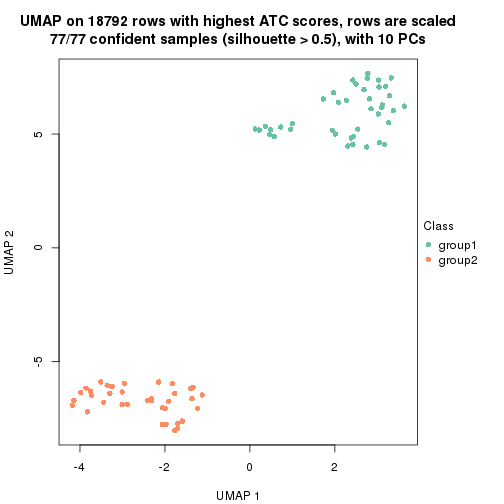 UMAP on 18792 rows with highest ATC scores, rows are scaled
77/77 confident samples (silhouette > 0.5), with 10 PCs
5
0
-5
UMAP 2
Class
group1
group2
-4
-2
0
2
UMAP 1